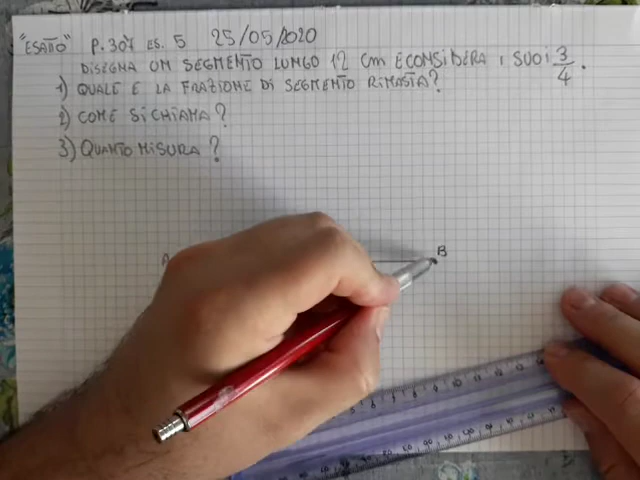 "ESATTO" P. 307 ES. 5 25/05/2020
DISEGNA UN SEGMENTO LUNGO 12 cm E CONSIDERA I SUOI 3/4.
1) QUALE E LA FRAZIONE DI SEGMENTO RIMASTA?
2) COME SI CHIAMA?
3) QUANTO MISURA?
A B